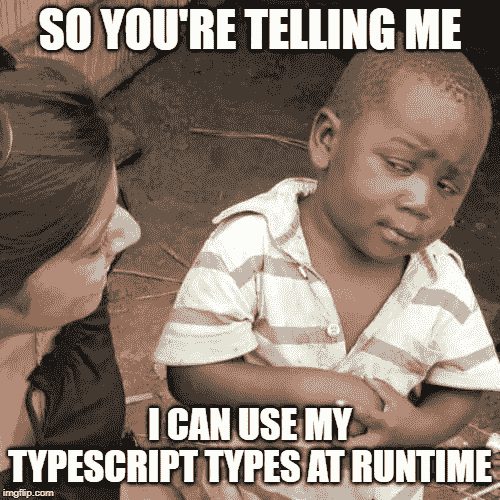 SO YOU'RE TELLING ME
I CAN USE MY
TYPESCRIPT TYPES AT RUNTIME
imgflip.com